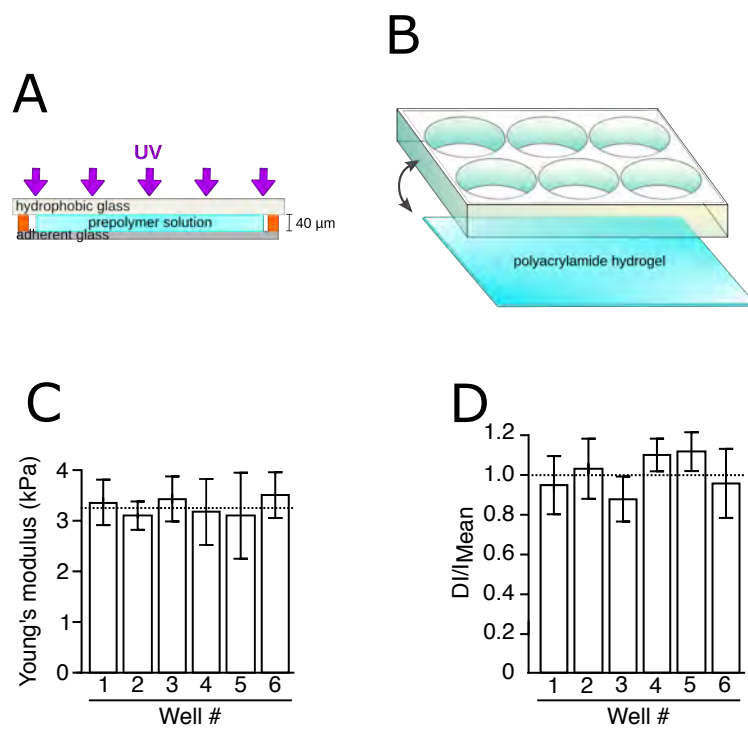 A
UV
hydrophobic glass
prepolymer solution
adherent glass
40 µm
B
polyacrylamide hydrogel
C
Young's modulus (kPa)
4
3
2
1
0
1 2 3 4 5 6
Well #
D
DI/IMean
1.2
1.0
0.8
0.6
0.4
0.2
0
1 2 3 4 5 6
Well #